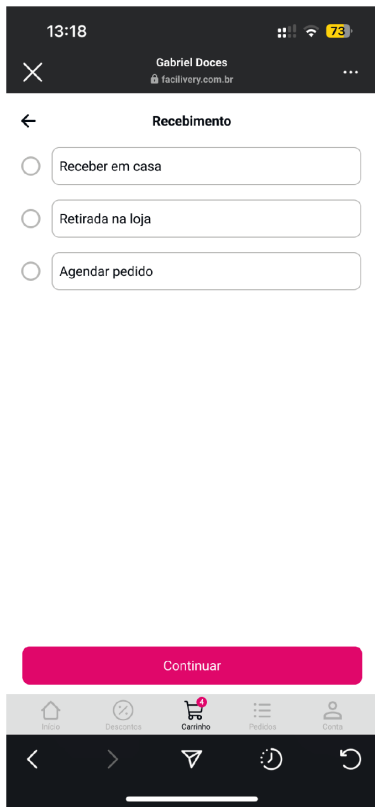 13:18
73
Gabriel Doces
facilivery.com.br
Recebimento
Receber em casa
Retirada na loja
Agendar pedido
Continuar
4
Início
Descontos
Carrinho
Pedidos
Conta